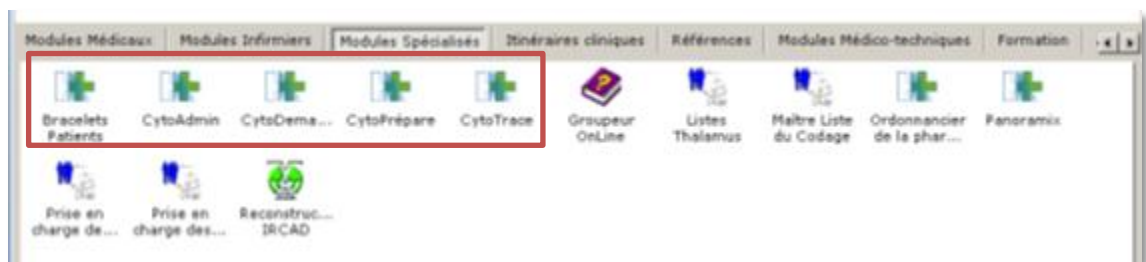 Modules Médicaux Modules Infirmiers Modules Spécialisés Itinéraires cliniques Références Modules Médico-techniques Formation
Bracelets Patients CytoAdmin CytoDema... CytoPrépare CytoTrace Groupeur OnLine Listes Thalamus Maître Liste du Codage Ordonnancier de la phar... Panoramix
Prise en charge de... Prise en charge des... Reconstruc... IRCAD